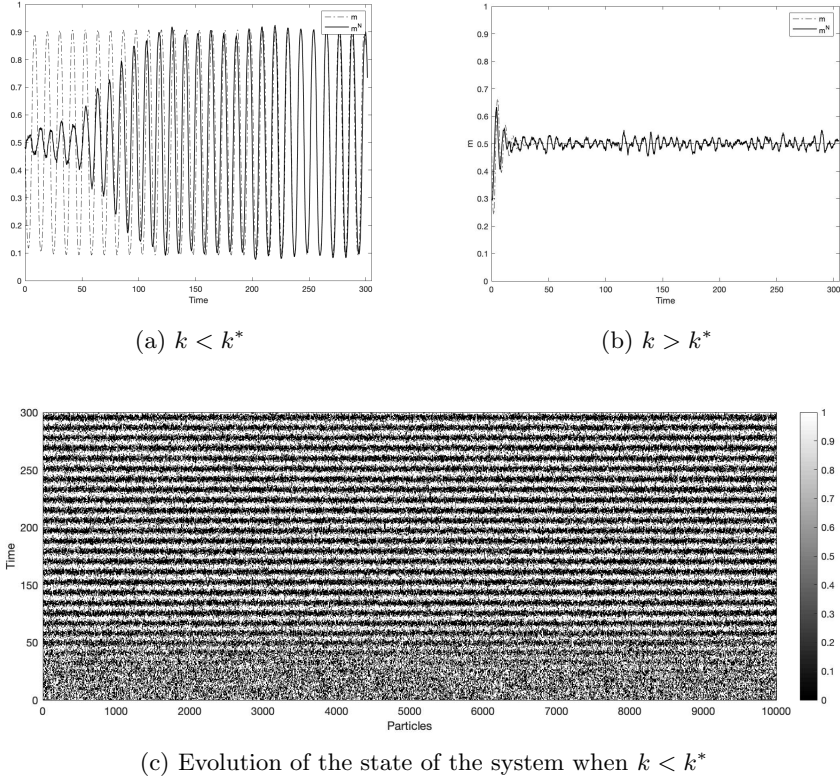 1
0.9
0.8
0.7
0.6
0.5
0.4
0.3
0.2
0.1
0
0 50 100 150 200 250 300
Time
m
m^N
(a) k < k*
1
0.9
0.8
0.7
0.6
m
0.5
0.4
0.3
0.2
0.1
0
0 50 100 150 200 250 300
Time
m
m^N
(b) k > k*
300
250
200
150
100
50
0
Time
0 1000 2000 3000 4000 5000 6000 7000 8000 9000 10000
Particles
1
0.9
0.8
0.7
0.6
0.5
0.4
0.3
0.2
0.1
0
(c) Evolution of the state of the system when k < k*